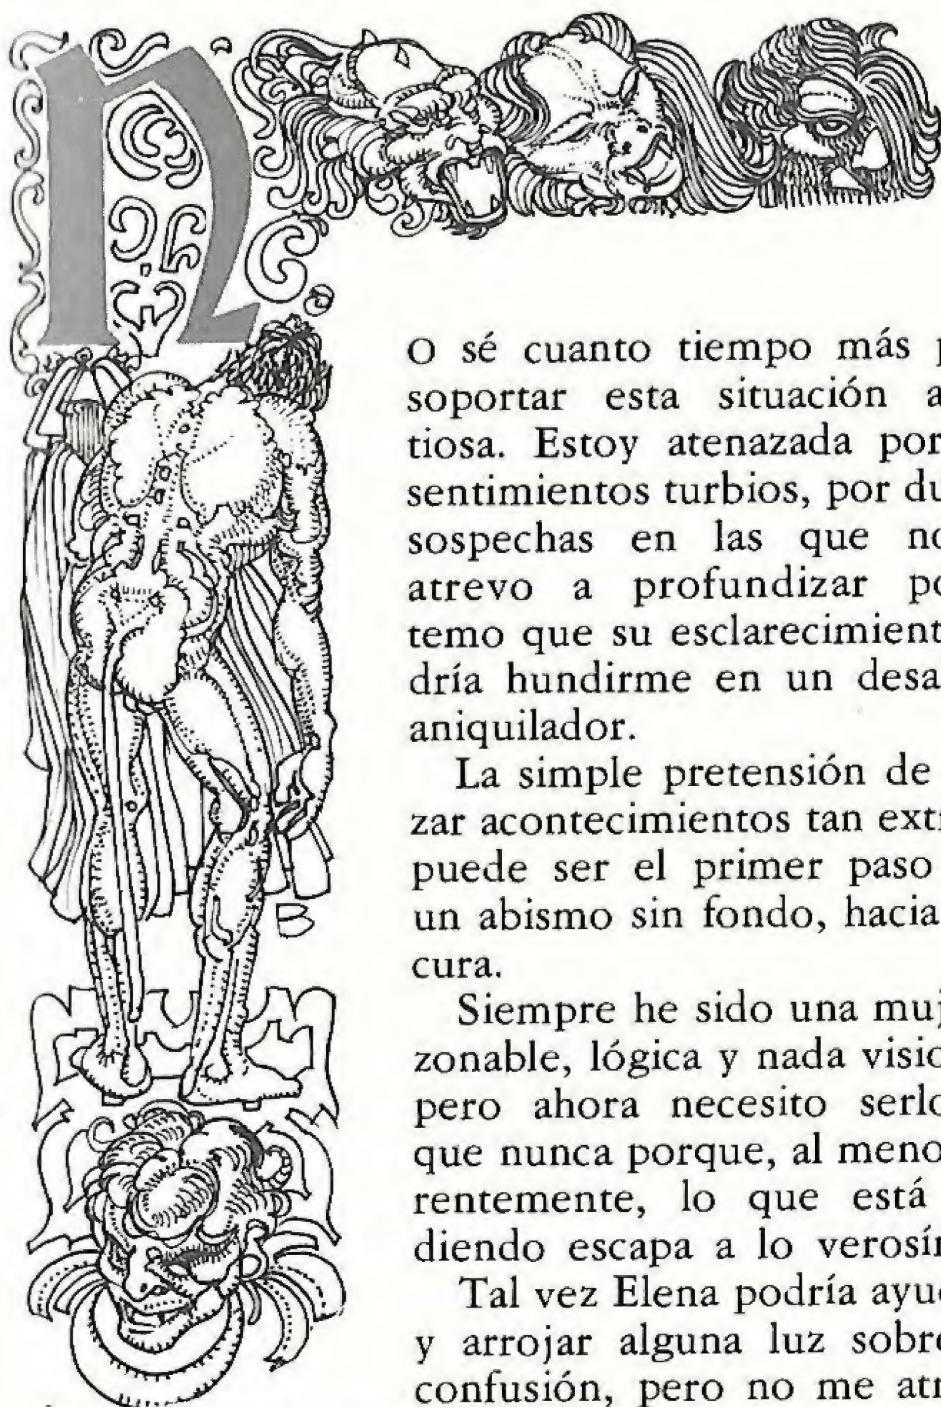 N
O sé cuanto tiempo más p
soportar esta situación a
tiosa. Estoy atenazada por
sentimientos turbios, por du
sospechas en las que no
atrevo a profundizar po
temo que su esclarecimient
dría hundirme en un desa
aniquilador.
La simple pretensión de
zar acontecimientos tan extr
puede ser el primer paso
un abismo sin fondo, hacia
cura.
Siempre he sido una muj
zonable, lógica y nada visio
pero ahora necesito serlo
que nunca porque, al meno
rentemente, lo que está
diendo escapa a lo verosím
Tal vez Elena podría ayud
y arrojar alguna luz sobre
confusión, pero no me atr
B